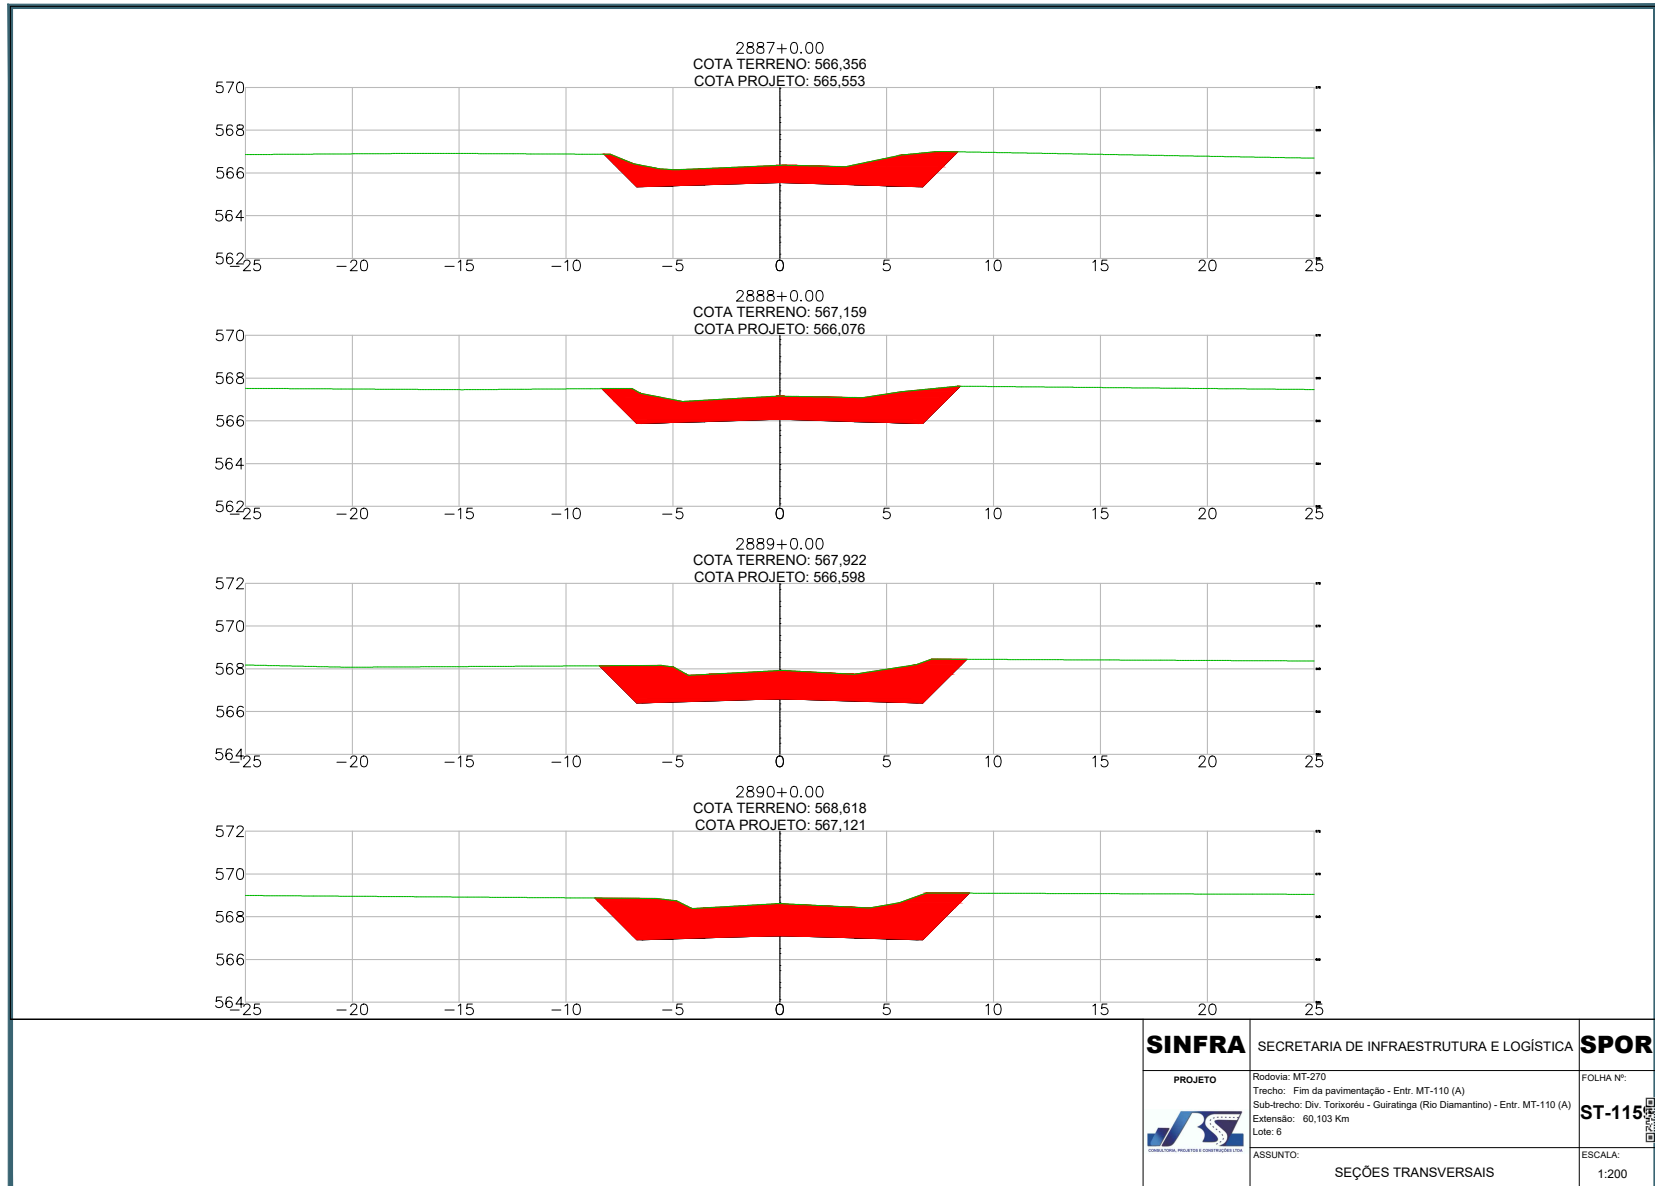 2887+0.00
COTA TERRENO: 566,356
COTA PROJETO: 565,553
570
568
566
564
562
-25 -20 -15 -10 -5 0 5 10 15 20 25
2888+0.00
COTA TERRENO: 567,159
COTA PROJETO: 566,076
570
568
566
564
562
-25 -20 -15 -10 -5 0 5 10 15 20 25
2889+0.00
COTA TERRENO: 567,922
COTA PROJETO: 566,598
572
570
568
566
564
-25 -20 -15 -10 -5 0 5 10 15 20 25
2890+0.00
COTA TERRENO: 568,618
COTA PROJETO: 567,121
572
570
568
566
564
-25 -20 -15 -10 -5 0 5 10 15 20 25
SINFRA
SECRETARIA DE INFRAESTRUTURA E LOGÍSTICA
SPOR
PROJETO
CONSULTORIA, PROJETOS E CONSTRUÇÕES LTDA
Rodovia: MT-270
Trecho: Fim da pavimentação - Entr. MT-110 (A)
Sub-trecho: Div. Torixoréu - Guiratinga (Rio Diamantino) - Entr. MT-110 (A)
Extensão: 60,103 Km
Lote: 6
FOLHA Nº:
ASSUNTO:
SEÇÕES TRANSVERSAIS
ESCALA:
1:200